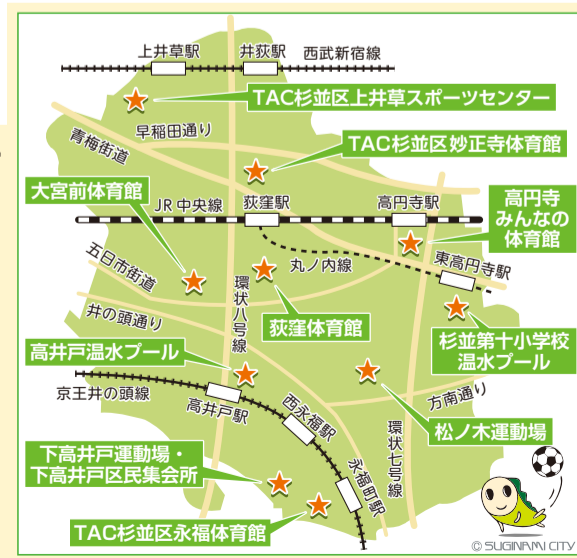 上井草駅
井荻駅
西武新宿線
TAC杉並区上井草スポーツセンター
早稲田通り
青梅街道
TAC杉並区妙正寺体育館
大宮前体育館
JR中央線
荻窪駅
高円寺駅
高円寺
みんなの
体育館
丸ノ内線
東高円寺駅
五日市街道
環状八号線
荻窪体育館
井の頭通り
杉並第十小学校
温水プール
高井戸温水プール
京王井の頭線
高井戸駅
西永福駅
方南通り
松ノ木運動場
環状七号線
下高井戸運動場・
下高井戸区民集会所
永福町駅
TAC杉並区永福体育館
© SUGINAMI CITY